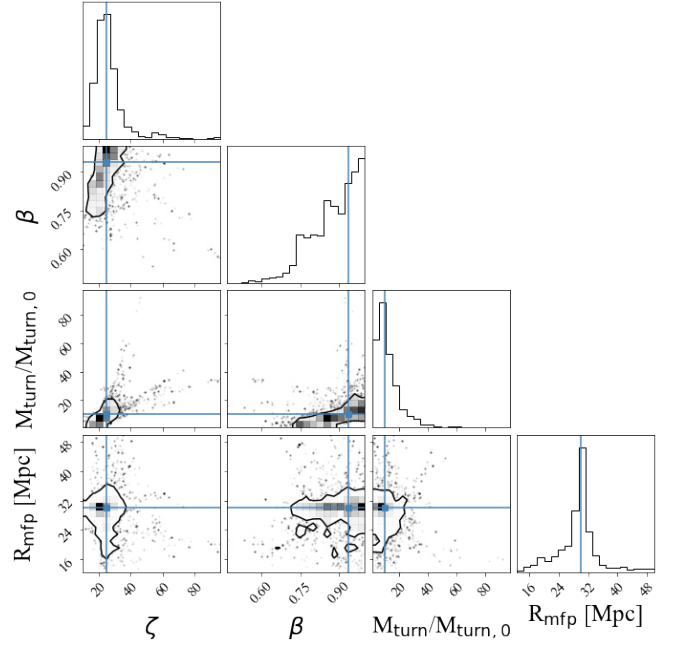 β
0.90
0.75
0.60
M_turn/M_turn, 0
80
60
40
20
R_mfp [Mpc]
48
40
32
24
16
20 40 60 80
ζ
0.60 0.75 0.90
β
20 40 60 80
M_turn/M_turn, 0
16 24 32 40 48
R_mfp [Mpc]